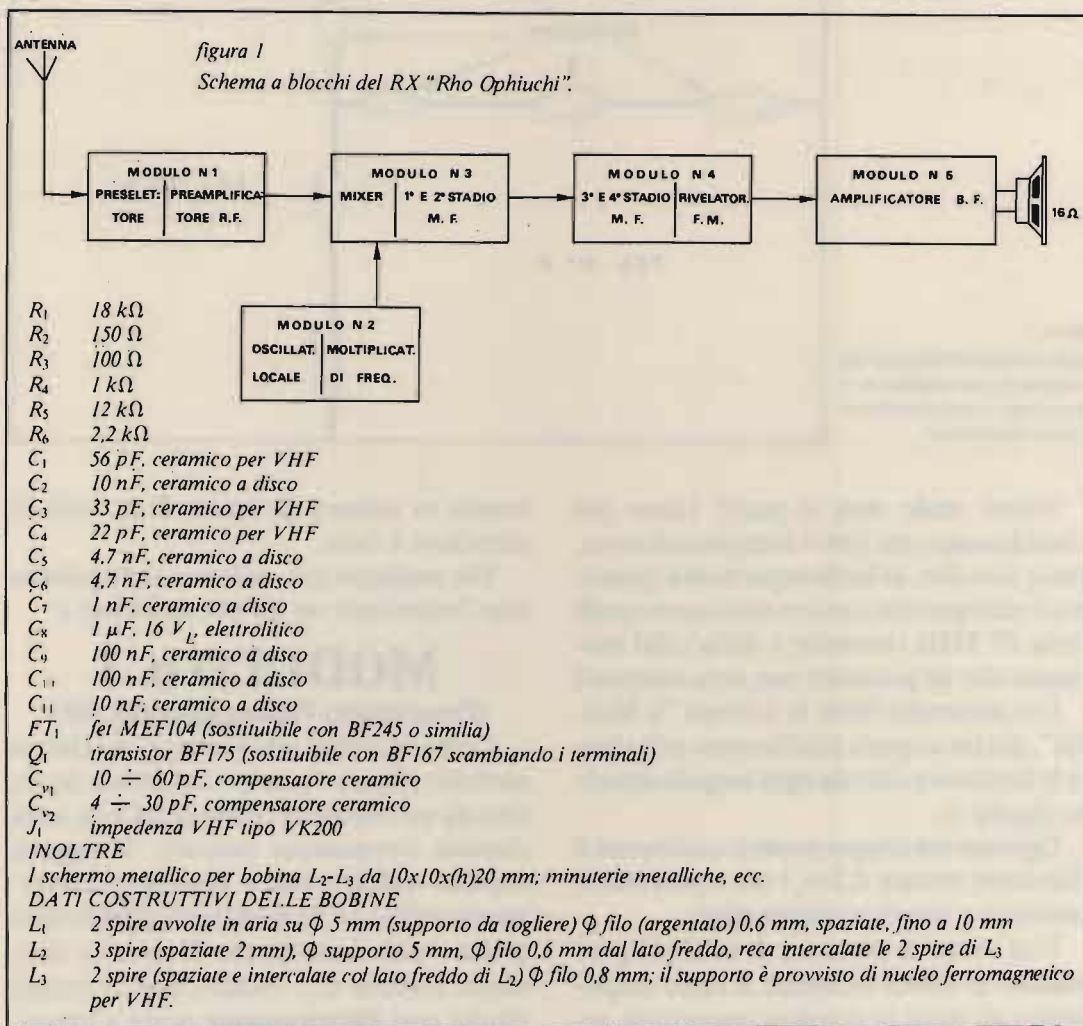 ANTENNA
figura 1
Schema a blocchi del RX "Rho Ophiuchi".
MODULO N 1
PRESELET: PREAMPLIFICA
TORE TORE R.F.
MODULO N 3
MIXER 1° E 2° STADIO
M. F.
MODULO N 4
3° E 4° STADIO RIVELATOR.
M. F. F. M.
MODULO N 5
AMPLIFICATORE B. F.
16 Ω
MODULO N 2
OSCILLAT. MOLTIPLICAT.
LOCALE DI FREQ.
R1 18 kΩ
R2 150 Ω
R3 100 Ω
R4 1 kΩ
R5 12 kΩ
R6 2,2 kΩ
C1 56 pF, ceramico per VHF
C2 10 nF, ceramico a disco
C3 33 pF, ceramico per VHF
C4 22 pF, ceramico per VHF
C5 4,7 nF, ceramico a disco
C6 4,7 nF, ceramico a disco
C7 1 nF, ceramico a disco
C8 1 µF, 16 VL, elettrolitico
C9 100 nF, ceramico a disco
C11 100 nF, ceramico a disco
C11 10 nF, ceramico a disco
FT1 fet MEF104 (sostituibile con BF245 o similia)
Q1 transistor BF175 (sostituibile con BF167 scambiando i terminali)
Cv1 10 ÷ 60 pF, compensatore ceramico
Cv2 4 ÷ 30 pF, compensatore ceramico
J1 impedenza VHF tipo VK200
INOLTRE
1 schermo metallico per bobina L2-L3 da 10x10x(h)20 mm; minuterie metalliche, ecc.
DATI COSTRUTTIVI DELLE BOBINE
L1 2 spire avvolte in aria su Φ 5 mm (supporto da togliere) Φ filo (argentato) 0,6 mm, spaziate, fino a 10 mm
L2 3 spire (spaziate 2 mm), Φ supporto 5 mm, Φ filo 0,6 mm dal lato freddo, reca intercalate le 2 spire di L3
L3 2 spire (spaziate e intercalate col lato freddo di L2) Φ filo 0,8 mm; il supporto è provvisto di nucleo ferromagnetico
per VHF.